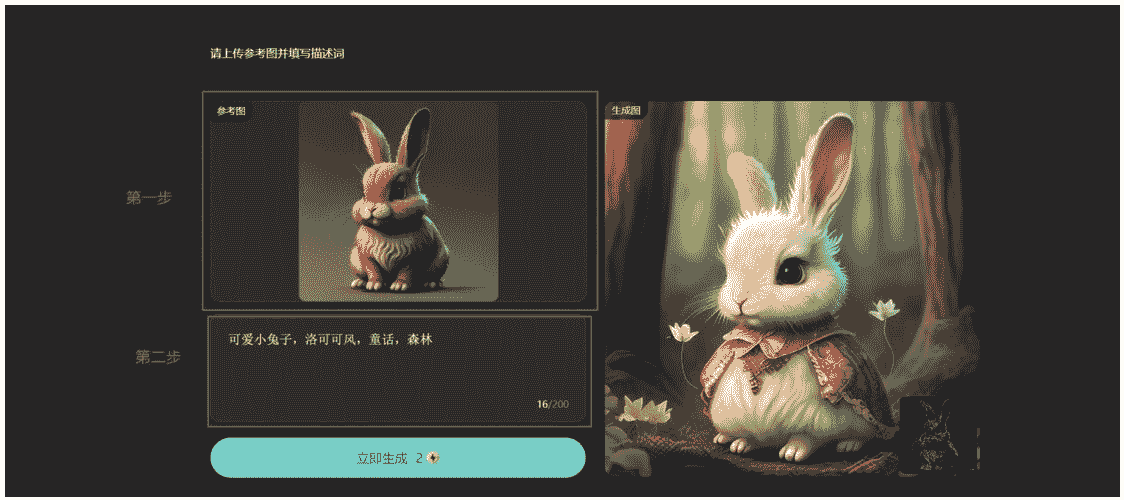 请上传参考图并填写描述词
参考图
生成图
第一步
可爱小兔子，洛可可风，童话，森林
第二步
16/200
立即生成 2